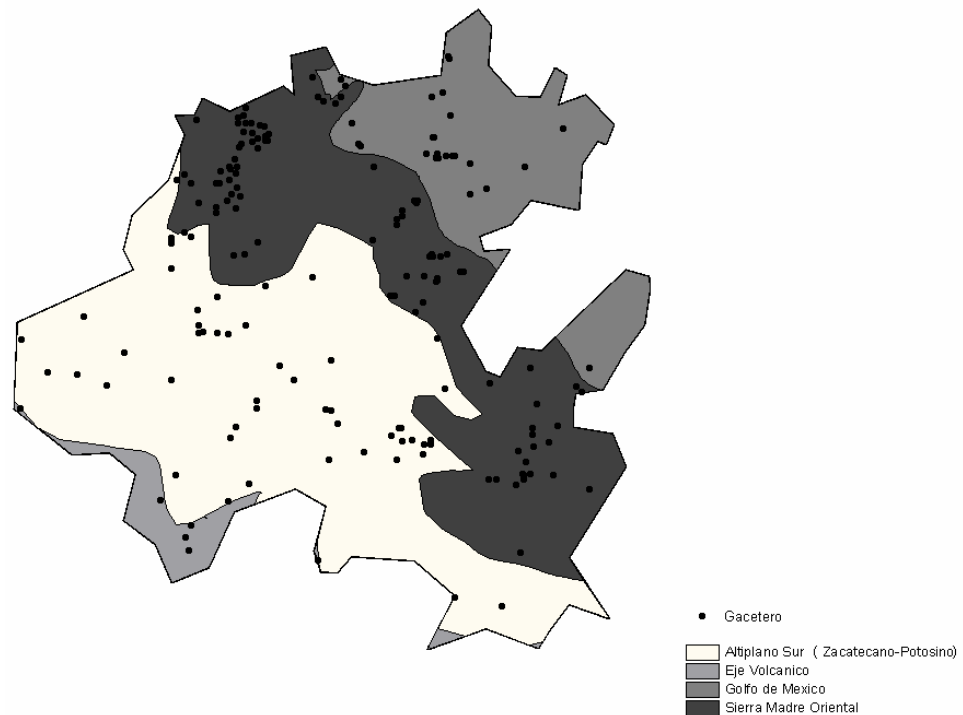 Gacetero
Altiplano Sur ( Zacatecano-Potosino)
Eje Volcanico
Golfo de Mexico
Sierra Madre Oriental